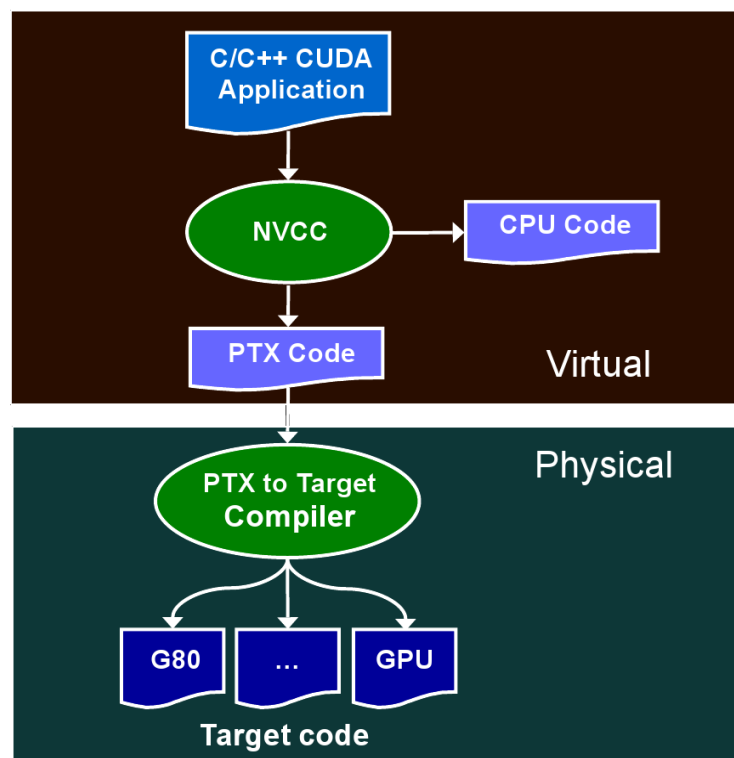 C/C++ CUDA
Application
NVCC
CPU Code
PTX Code
Virtual
Physical
PTX to Target
Compiler
G80
...
GPU
Target code